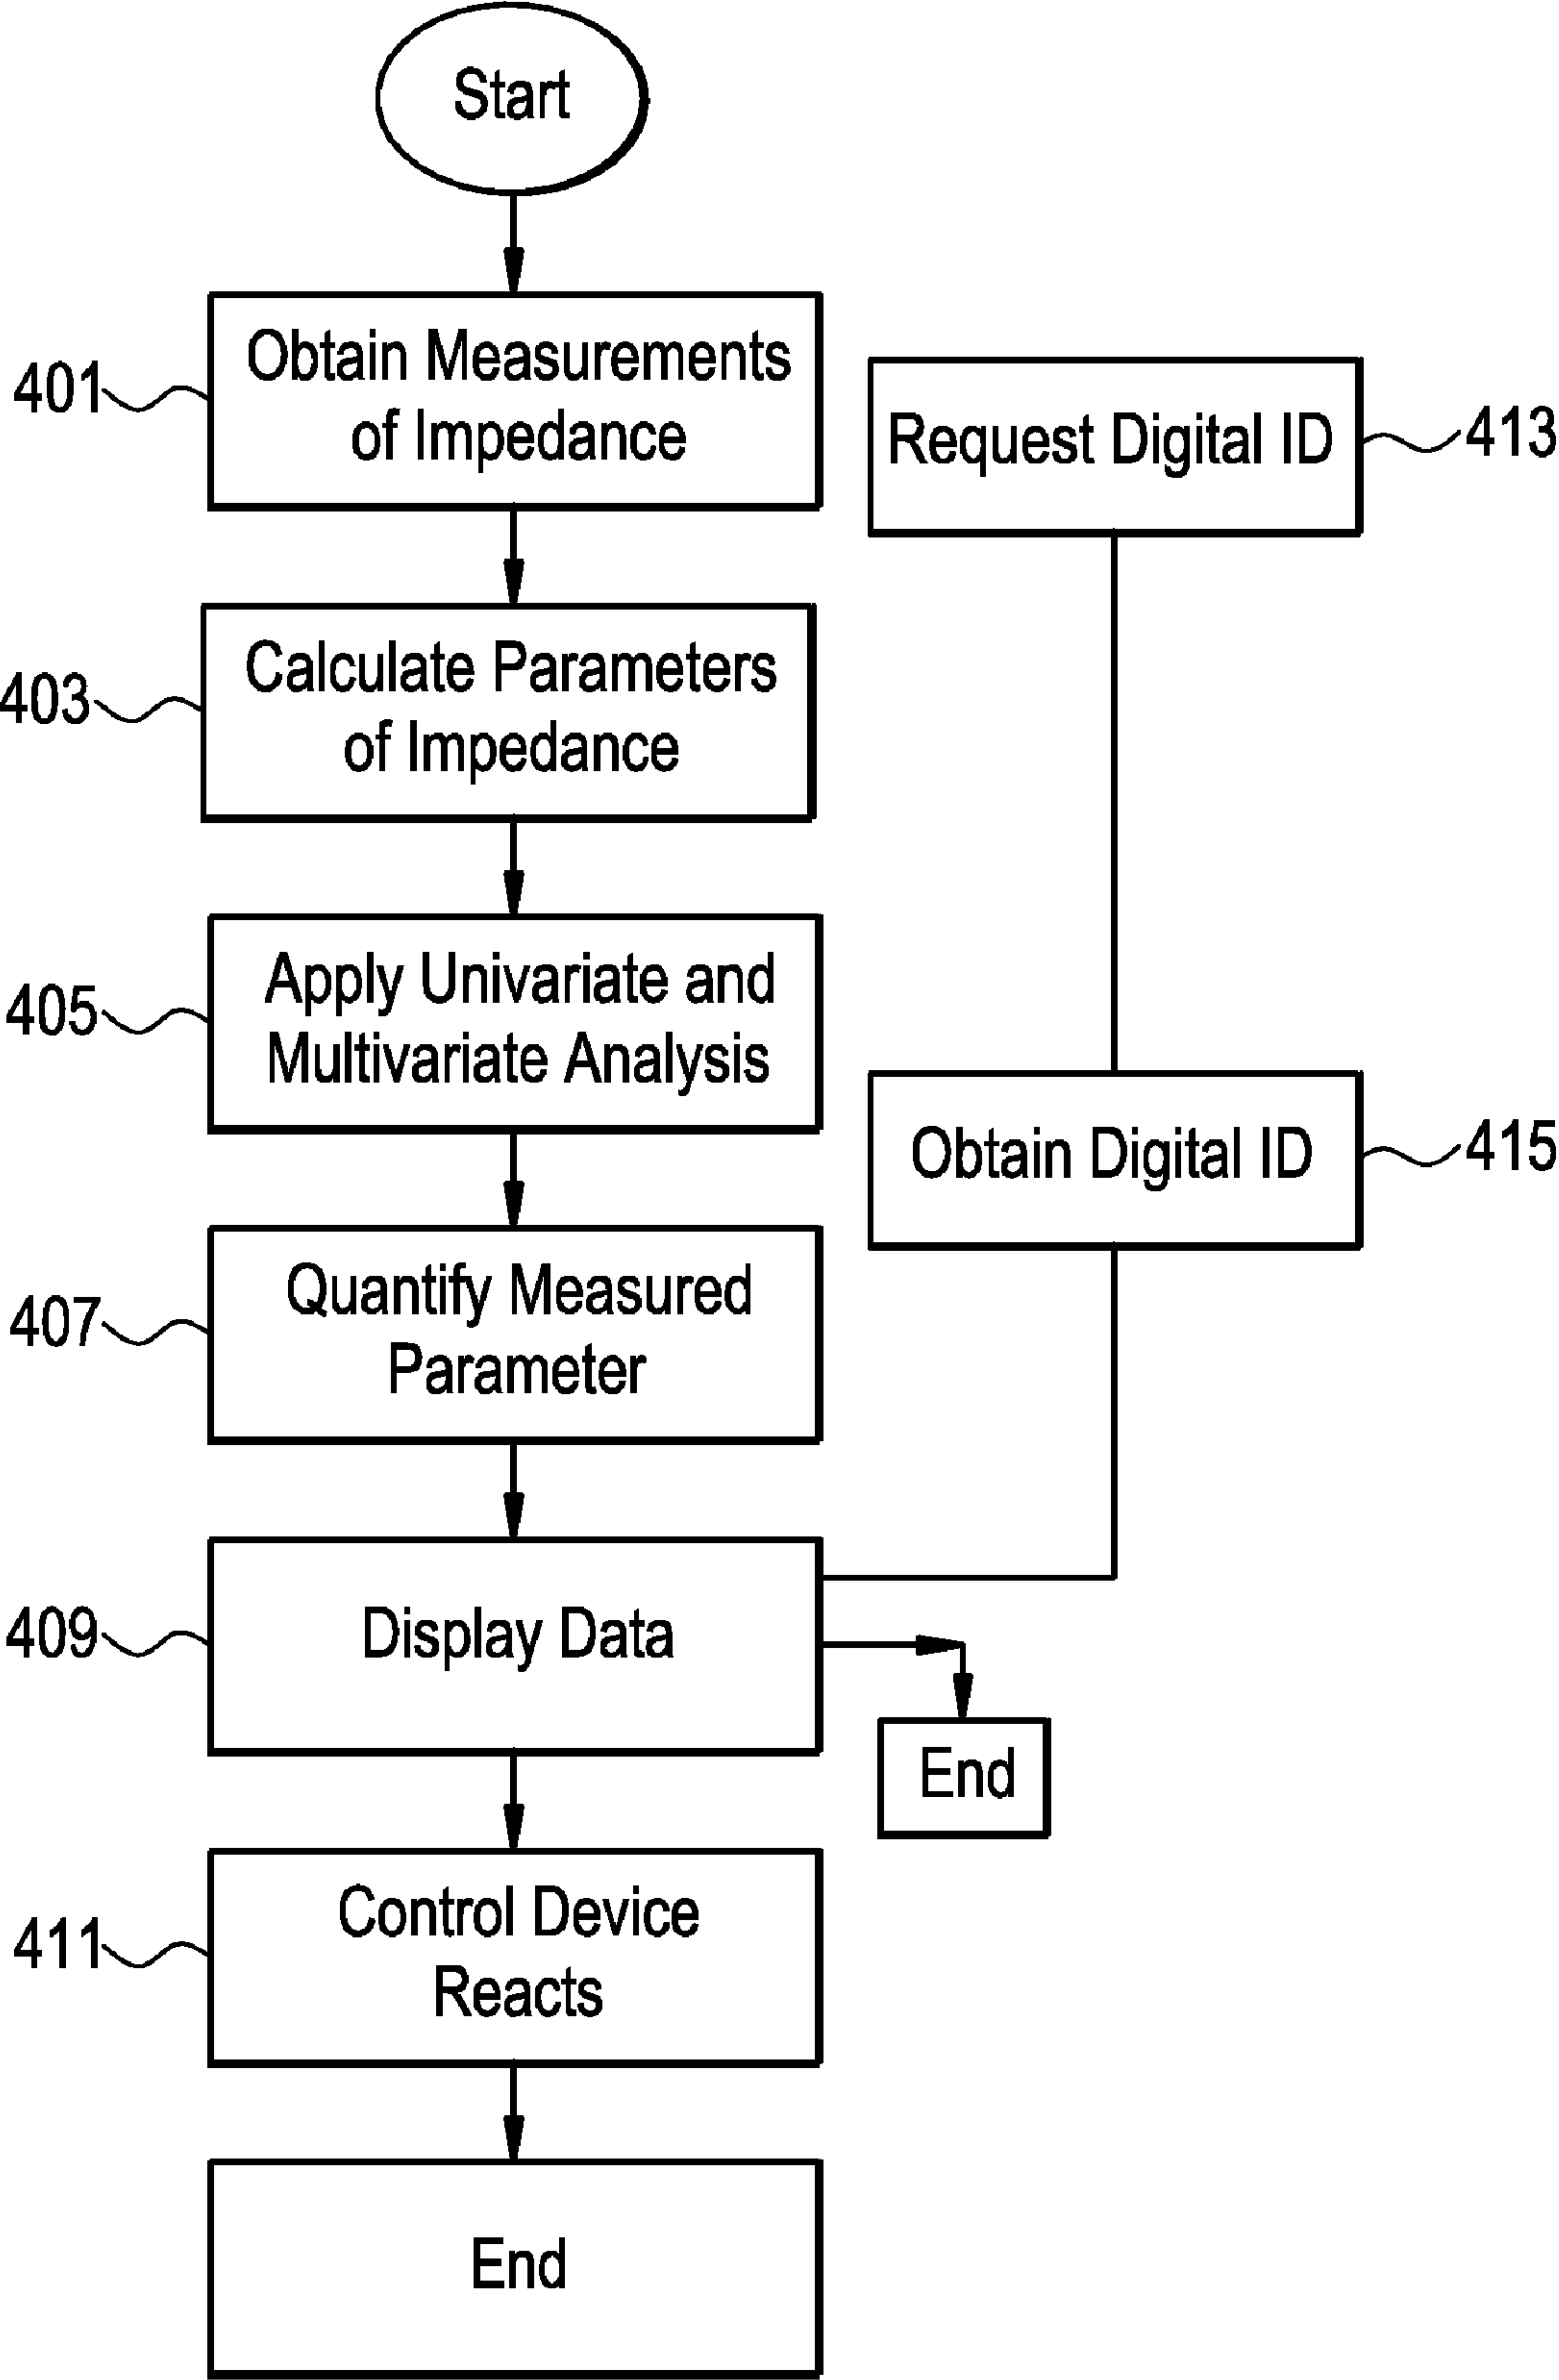 Start
401
Obtain Measurements
of Impedance
Request Digital ID
413
403
Calculate Parameters
of Impedance
405
Apply Univariate and
Multivariate Analysis
Obtain Digital ID
415
407
Quantify Measured
Parameter
409
Display Data
End
411
Control Device
Reacts
End